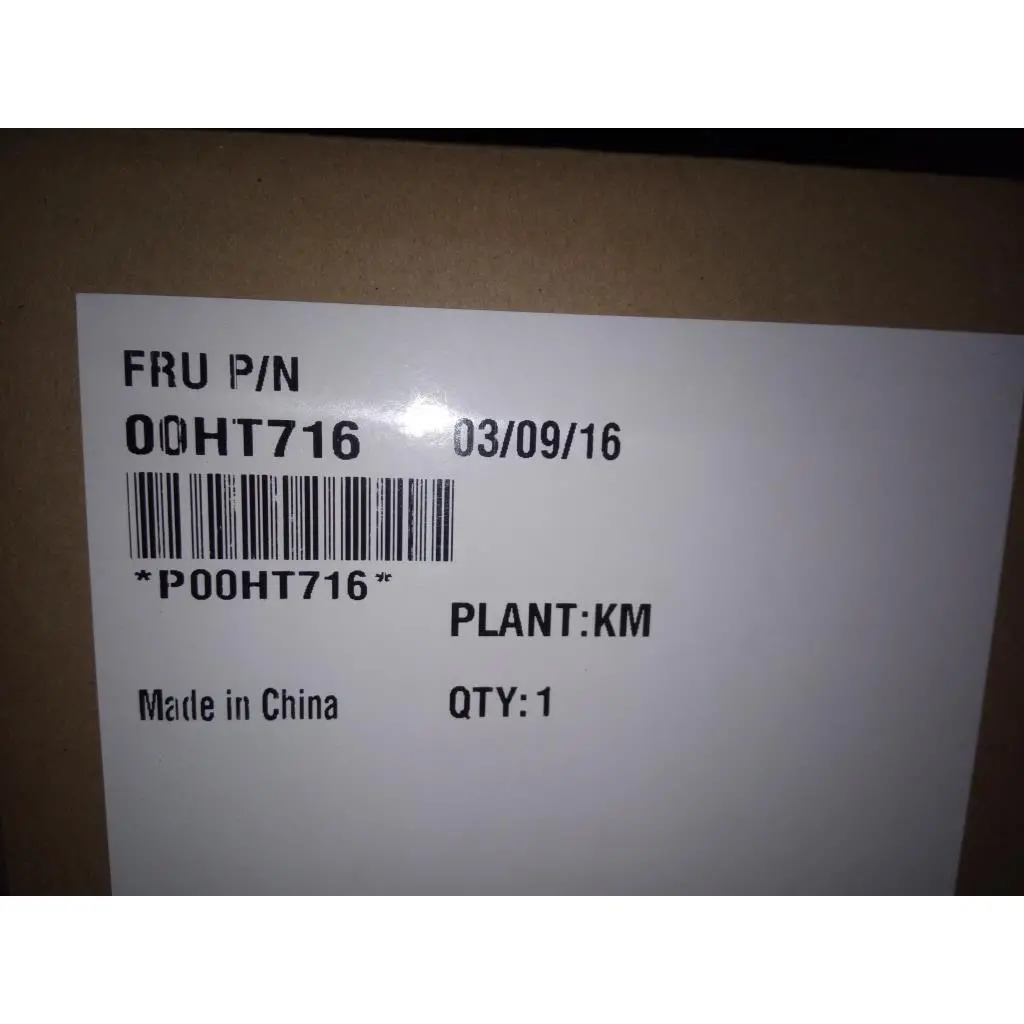 FRU P/N
00HT716 03/09/16
*P00HT716*
PLANT:KM
Made in China QTY: 1